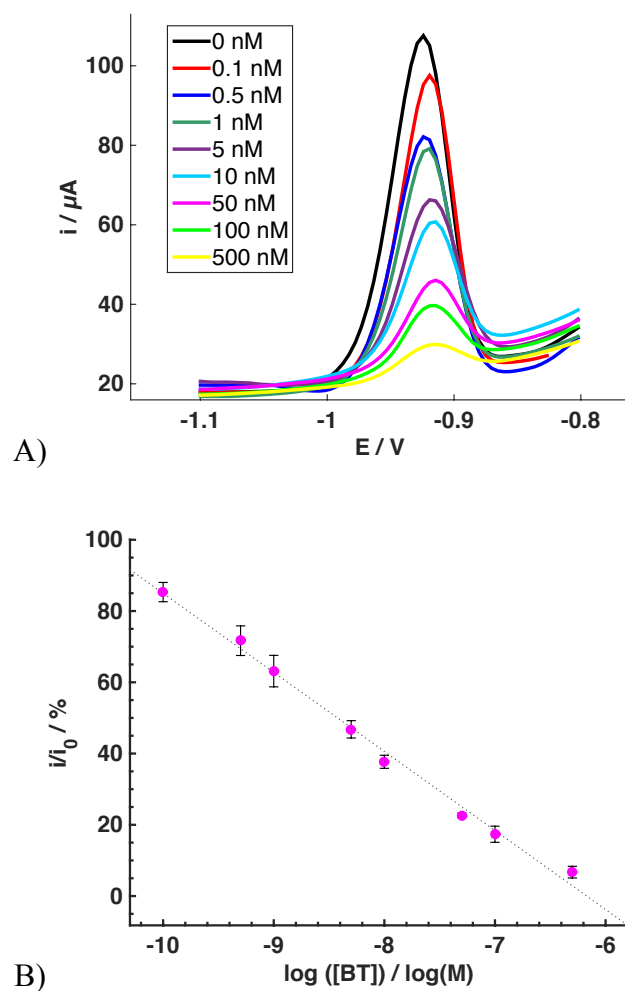 100
80
60
40
20
i / µA
0 nM
0.1 nM
0.5 nM
1 nM
5 nM
10 nM
50 nM
100 nM
500 nM
-1.1
-1
-0.9
-0.8
E / V
A)
100
80
60
40
20
0
i/i0 / %
-10
-9
-8
-7
-6
log ([BT]) / log(M)
B)